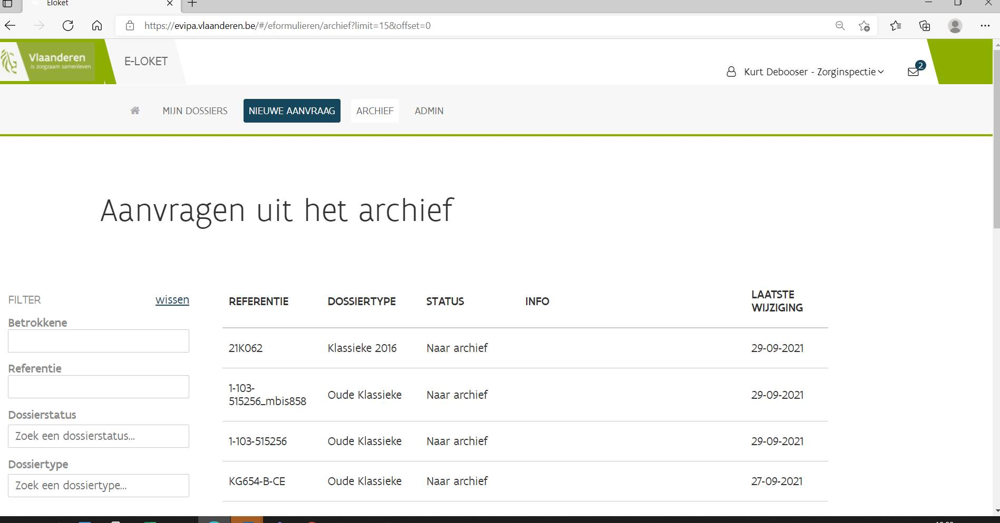 Eloket
https://evipa.vlaanderen.be/#/eformulieren/archief?limit=15&offset=0
Vlaanderen
is zorgzaam samenleven
E-LOKET
Kurt Debooser - Zorginspectie
2
MIJN DOSSIERS
NIEUWE AANVRAAG
ARCHIEF
ADMIN
Aanvragen uit het archief
FILTER
wissen
Betrokkene
Referentie
Dossierstatus
Zoek een dossierstatus...
Dossiertype
Zoek een dossiertype...
REFERENTIE DOSSIERTYPE STATUS INFO LAATSTE
WIJZIGING
21K062 Klassieke 2016 Naar archief 29-09-2021
1-103-
515256_mbis858 Oude Klassieke Naar archief 29-09-2021
1-103-515256 Oude Klassieke Naar archief 29-09-2021
KG654-B-CE Oude Klassieke Naar archief 27-09-2021